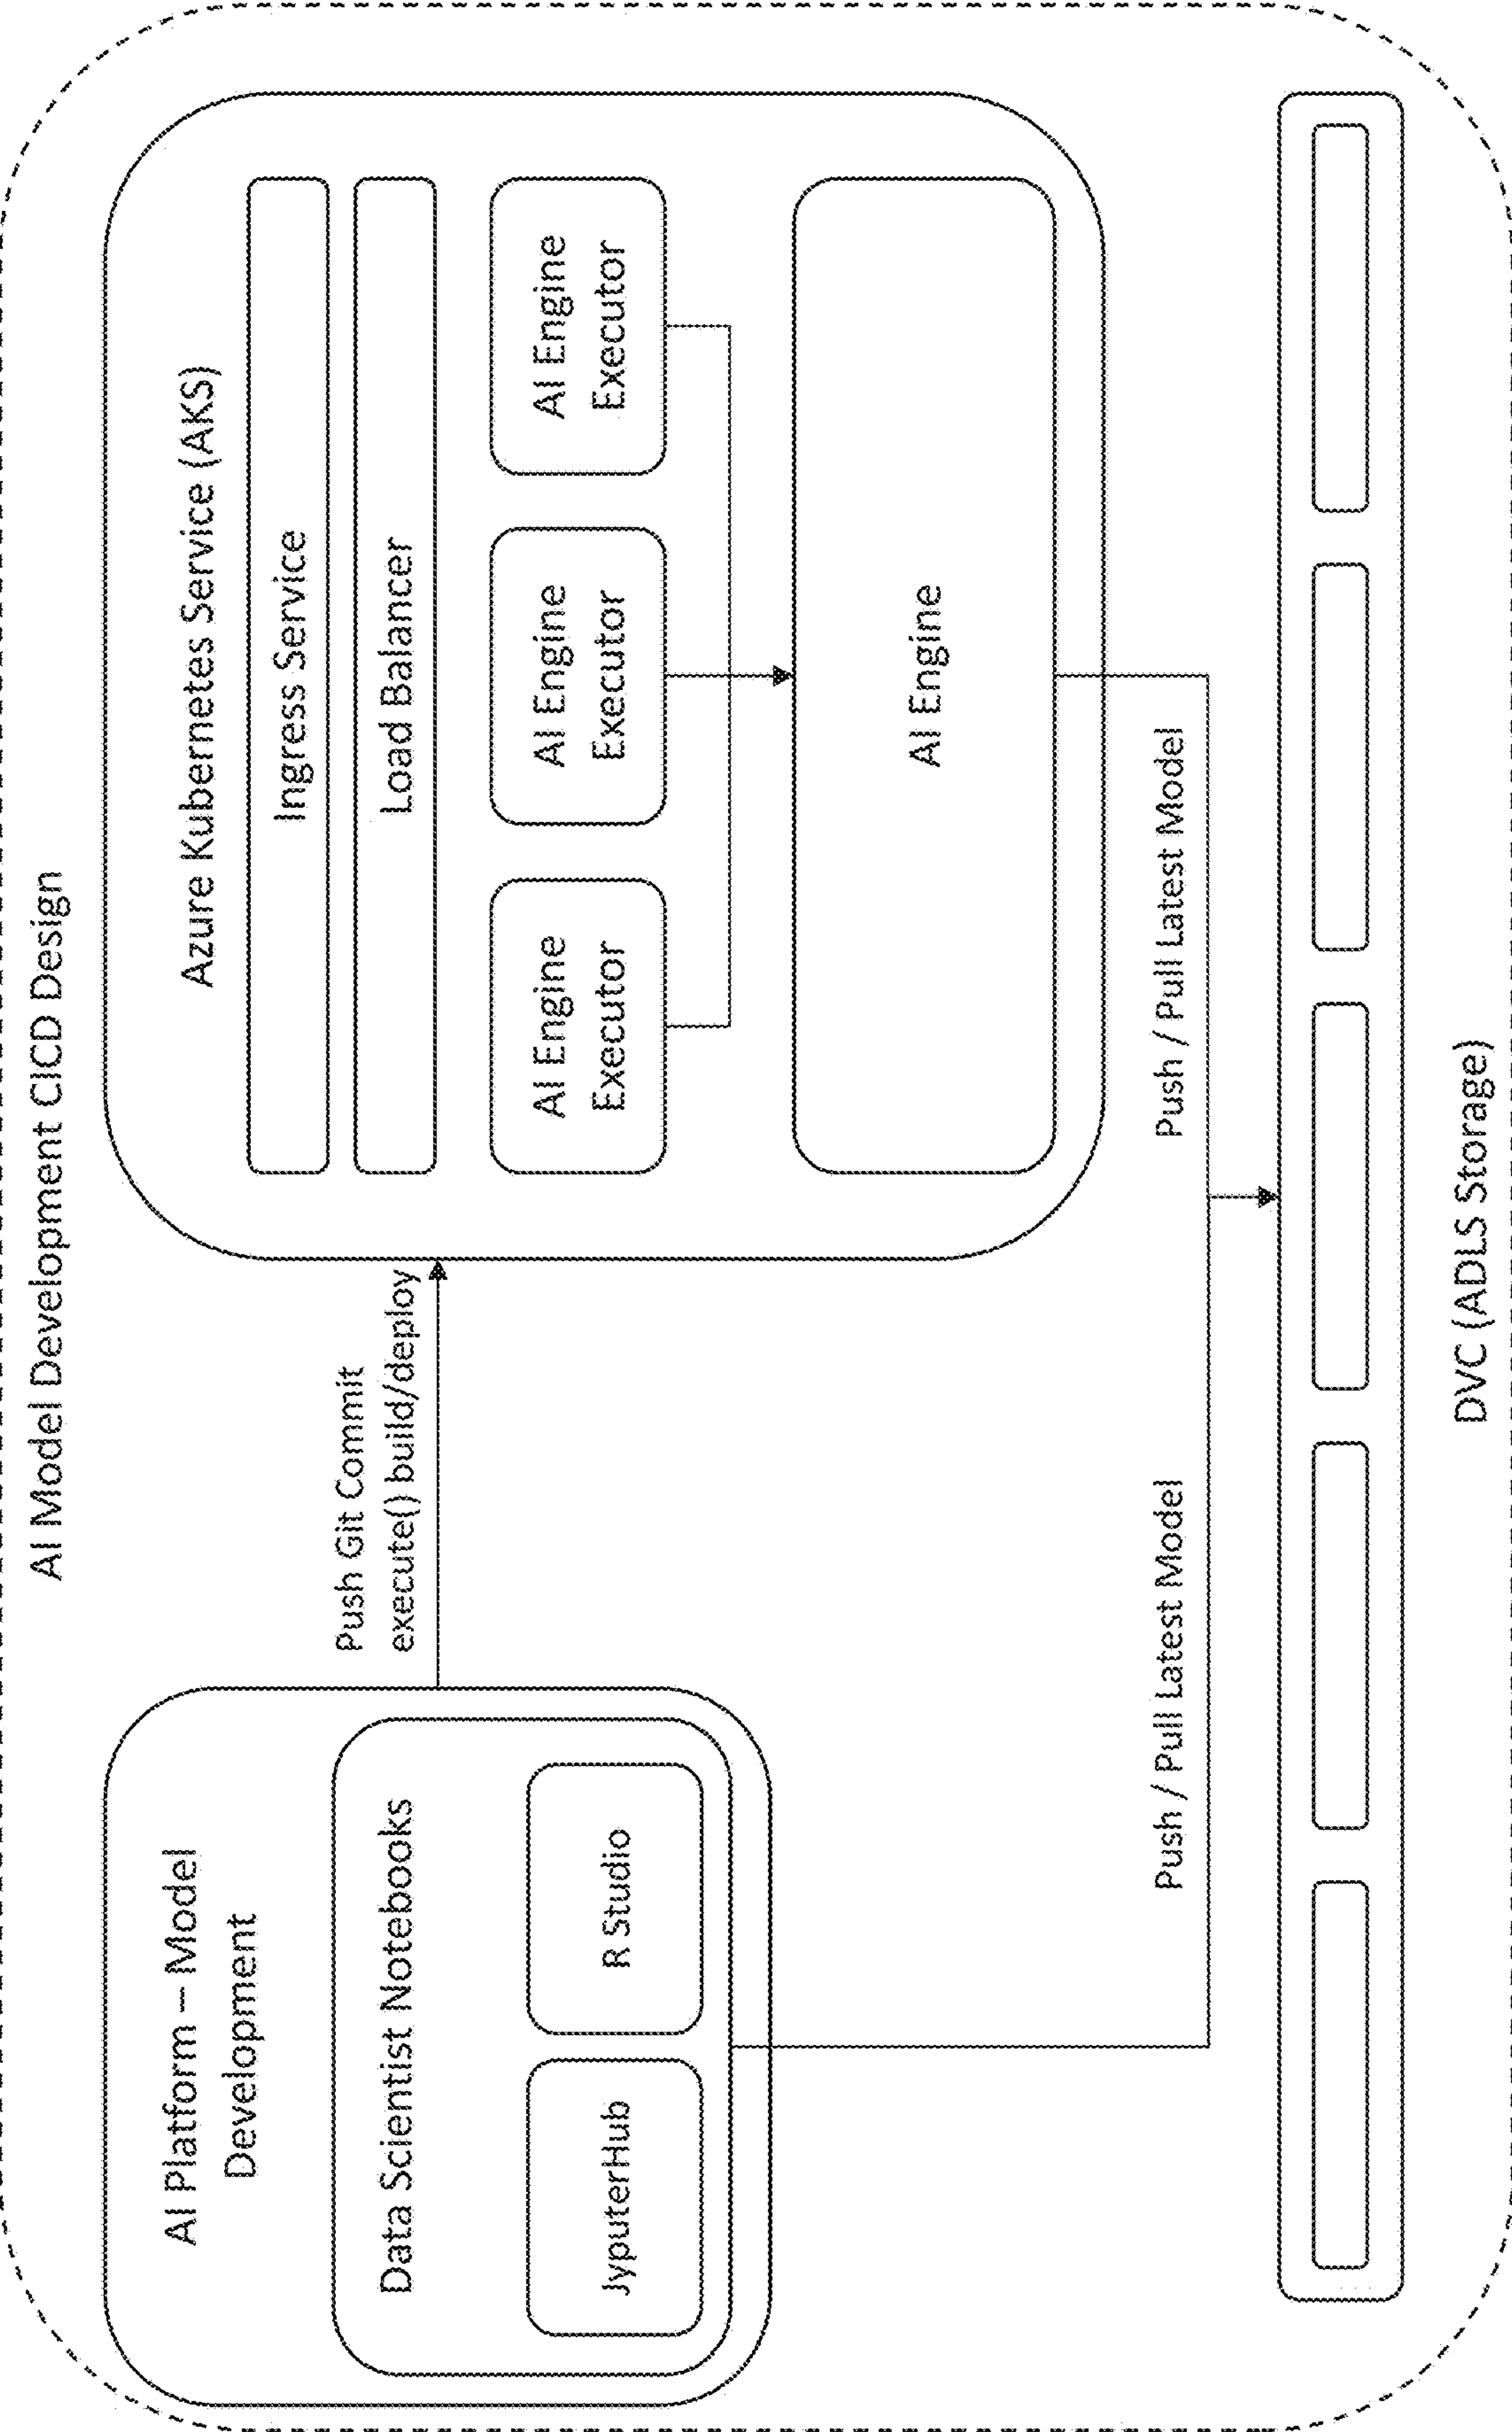 AI Model Development CICD Design
AI Platform – Model
Development
Data Scientist Notebooks
JyputerHub
R Studio
Push Git Commit
execute() build/deploy
Azure Kubernetes Service (AKS)
Ingress Service
Load Balancer
AI Engine
Executor
AI Engine
Executor
AI Engine
Executor
AI Engine
Push / Pull Latest Model
Push / Pull Latest Model
DVC (ADLS Storage)